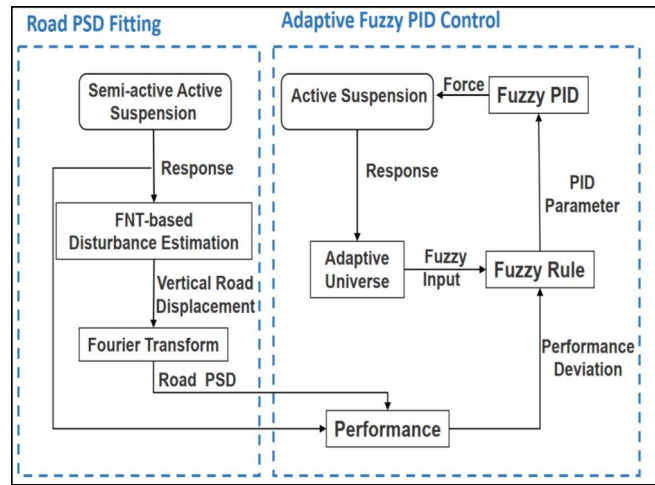 Road PSD Fitting
Adaptive Fuzzy PID Control
Semi-active Active
Suspension
Response
FNT-based
Disturbance Estimation
Vertical Road
Displacement
Fourier Transform
Road PSD
Active Suspension
Force
Fuzzy PID
Response
PID
Parameter
Adaptive
Universe
Fuzzy
Input
Fuzzy Rule
Performance
Deviation
Performance